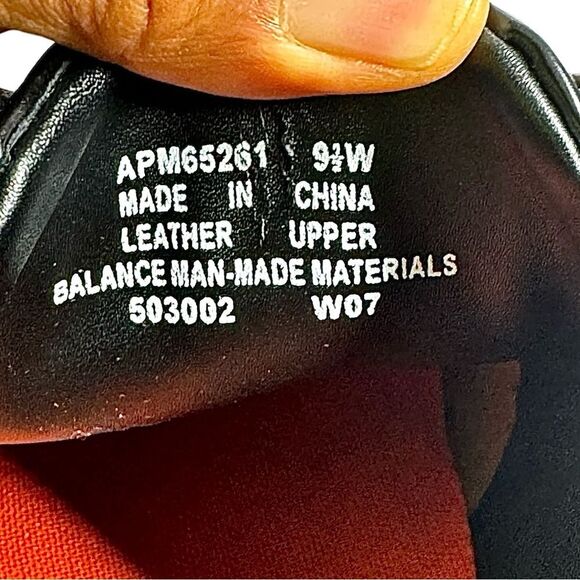 APM65261 9½W
MADE IN CHINA
LEATHER UPPER
BALANCE MAN-MADE MATERIALS
503002 W07